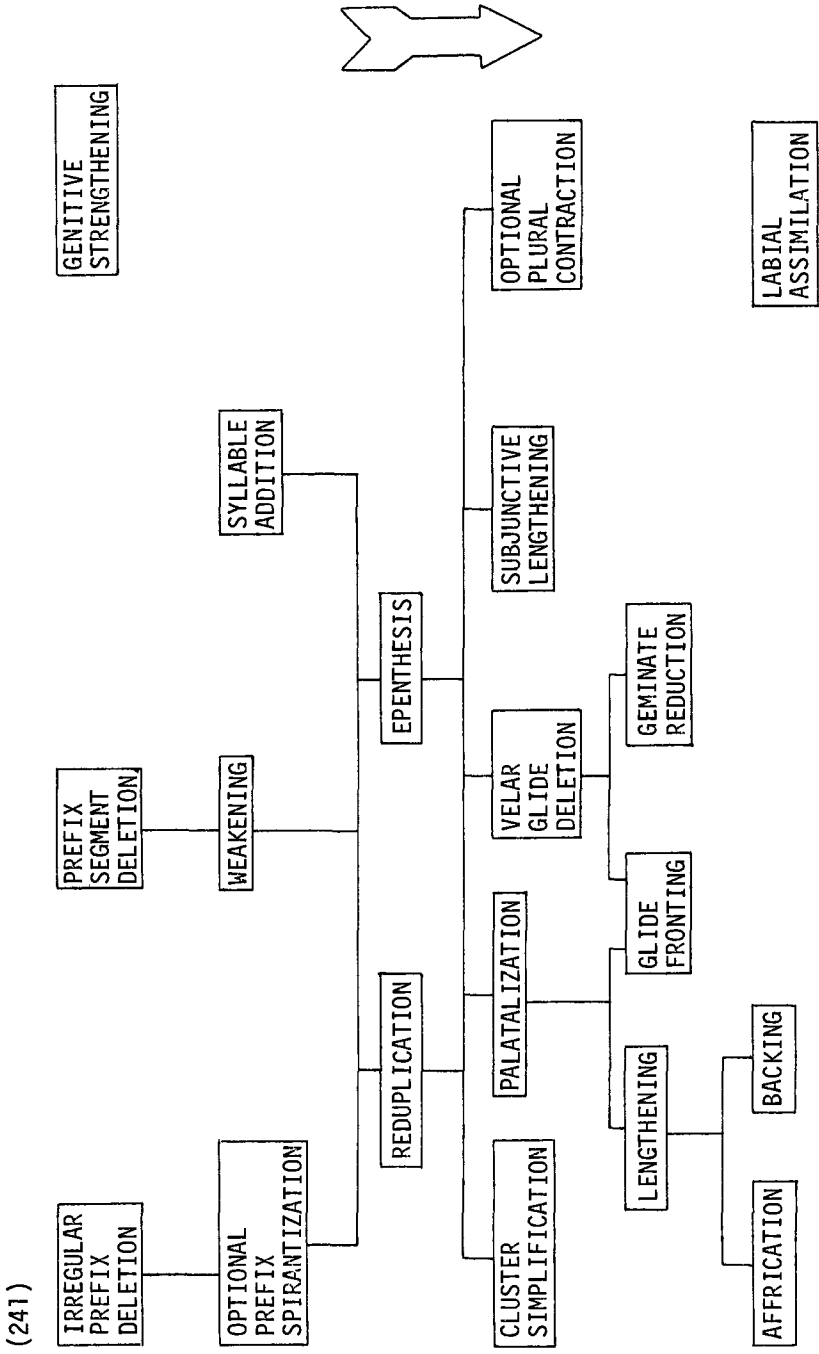 (241)
IRREGULAR
PREFIX
DELETION
PREFIX
SEGMENT
DELETION
GENITIVE
STRENGTHENING
OPTIONAL
PREFIX
SPIRANTIZATION
WEAKENING
SYLLABLE
ADDITION
REDUPLICATION
EPENTHESIS
CLUSTER
SIMPLIFICATION
PALATALIZATION
VELAR
GLIDE
DELETION
SUBJUNCTIVE
LENGTHENING
OPTIONAL
PLURAL
CONTRACTION
LENGTHENING
GLIDE
FRONTING
GEMINATE
REDUCTION
AFFRICATION
BACKING
LABIAL
ASSIMILATION